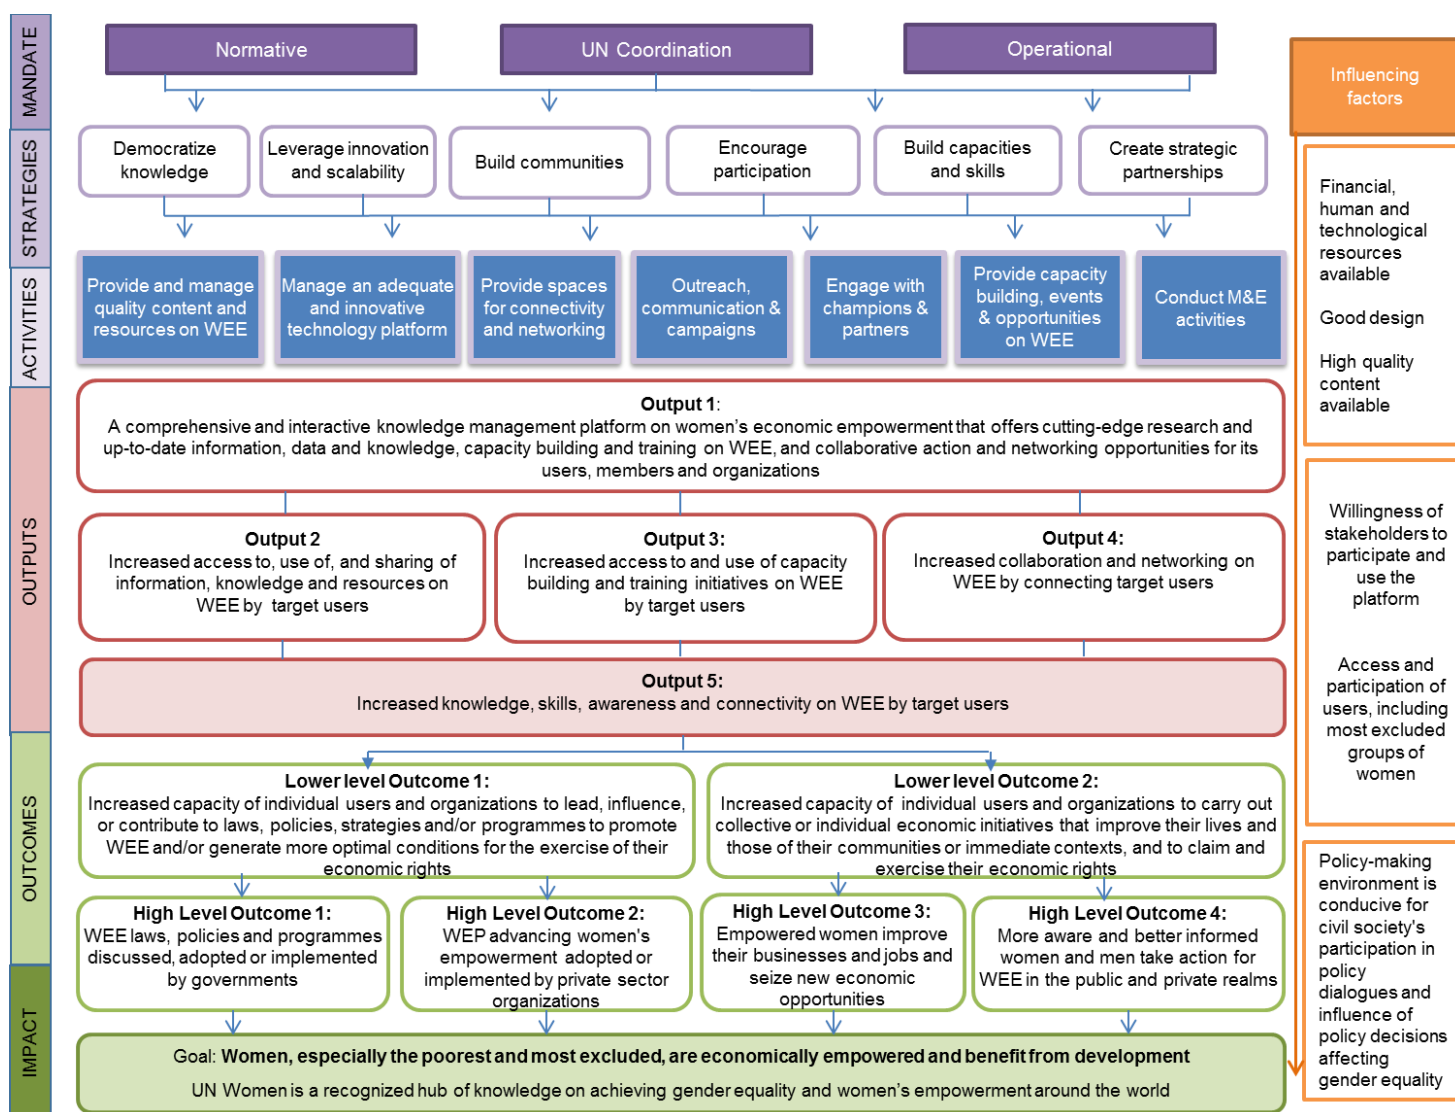 MANDATE
Normative
UN Coordination
Operational
STRATEGIES
Democratize
knowledge
Leverage innovation
and scalability
Build communities
Encourage
participation
Build capacities
and skills
Create strategic
partnerships
ACTIVITIES
Provide and manage
quality content and
resources on WEE
Manage an adequate
and innovative
technology platform
Provide spaces
for connectivity
and networking
Outreach,
communication &
campaigns
Engage with
champions &
partners
Provide capacity
building, events
& opportunities
on WEE
Conduct M&E
activities
OUTPUTS
Output 1:
A comprehensive and interactive knowledge management platform on women's economic empowerment that offers cutting-edge research and
up-to-date information, data and knowledge, capacity building and training on WEE, and collaborative action and networking opportunities for its
users, members and organizations
Output 2
Increased access to, use of, and sharing of
information, knowledge and resources on
WEE by target users
Output 3:
Increased access to and use of capacity
building and training initiatives on WEE
by target users
Output 4:
Increased collaboration and networking on
WEE by connecting target users
Output 5:
Increased knowledge, skills, awareness and connectivity on WEE by target users
OUTCOMES
Lower level Outcome 1:
Increased capacity of individual users and organizations to lead, influence,
or contribute to laws, policies, strategies and/or programmes to promote
WEE and/or generate more optimal conditions for the exercise of their
economic rights
Lower level Outcome 2:
Increased capacity of individual users and organizations to carry out
collective or individual economic initiatives that improve their lives and
those of their communities or immediate contexts, and to claim and
exercise their economic rights
High Level Outcome 1:
WEE laws, policies and programmes
discussed, adopted or implemented
by governments
High Level Outcome 2:
WEP advancing women's
empowerment adopted or
implemented by private sector
organizations
High Level Outcome 3:
Empowered women improve
their businesses and jobs and
seize new economic
opportunities
High Level Outcome 4:
More aware and better informed
women and men take action for
WEE in the public and private realms
IMPACT
Goal: Women, especially the poorest and most excluded, are economically empowered and benefit from development
UN Women is a recognized hub of knowledge on achieving gender equality and women's empowerment around the world
Influencing
factors
Financial,
human and
technological
resources
available
Good design
High quality
content
available
Willingness of
stakeholders to
participate and
use the
platform
Access and
participation of
users, including
most excluded
groups of
women
Policy-making
environment is
conducive for
civil society's
participation in
policy
dialogues and
influence of
policy decisions
affecting
gender equality